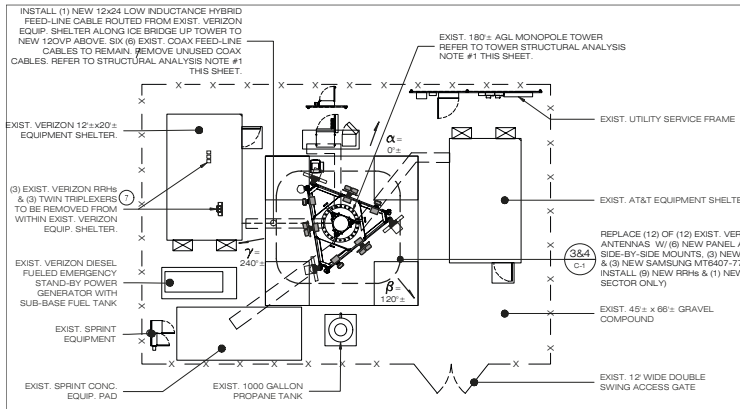 INSTALL (1) NEW 12x24 LOW INDUCTANCE HYBRID
FEED-LINE CABLE ROUTED FROM EXIST. VERIZON
EQUIP. SHELTER ALONG ICE BRIDGE UP TOWER TO
NEW 12OVP ABOVE. SIX (6) EXIST. COAX FEED-LINE
CABLES TO REMAIN. REMOVE UNUSED COAX
CABLES. REFER TO STRUCTURAL ANALYSIS NOTE #1
THIS SHEET.
EXIST. 180'± AGL MONOPOLE TOWER
REFER TO TOWER STRUCTURAL ANALYSIS
NOTE #1 THIS SHEET.
EXIST. VERIZON 12'±x20'±
EQUIPMENT SHELTER.
EXIST. UTILITY SERVICE FRAME
α=
0°±
(3) EXIST. VERIZON RRHs
& (3) TWIN TRIPLEXERS
TO BE REMOVED FROM
WITHIN EXIST. VERIZON
EQUIP. SHELTER.
7
EXIST. AT&T EQUIPMENT SHELTE
REPLACE (12) OF (12) EXIST. VER
ANTENNAS W/ (6) NEW PANEL A
SIDE-BY-SIDE MOUNTS, (3) NEW
& (3) NEW SAMSUNG MT6407-77
INSTALL (9) NEW RRHs & (1) NEW
SECTOR ONLY)
3&4
C-1
γ=
240°±
β=
120°±
EXIST. VERIZON DIESEL
FUELED EMERGENCY
STAND-BY POWER
GENERATOR WITH
SUB-BASE FUEL TANK
EXIST. 45'± x 66'± GRAVEL
COMPOUND
EXIST. SPRINT
EQUIPMENT
EXIST. SPRINT CONC.
EQUIP. PAD
EXIST. 1000 GALLON
PROPANE TANK
EXIST. 12' WIDE DOUBLE
SWING ACCESS GATE